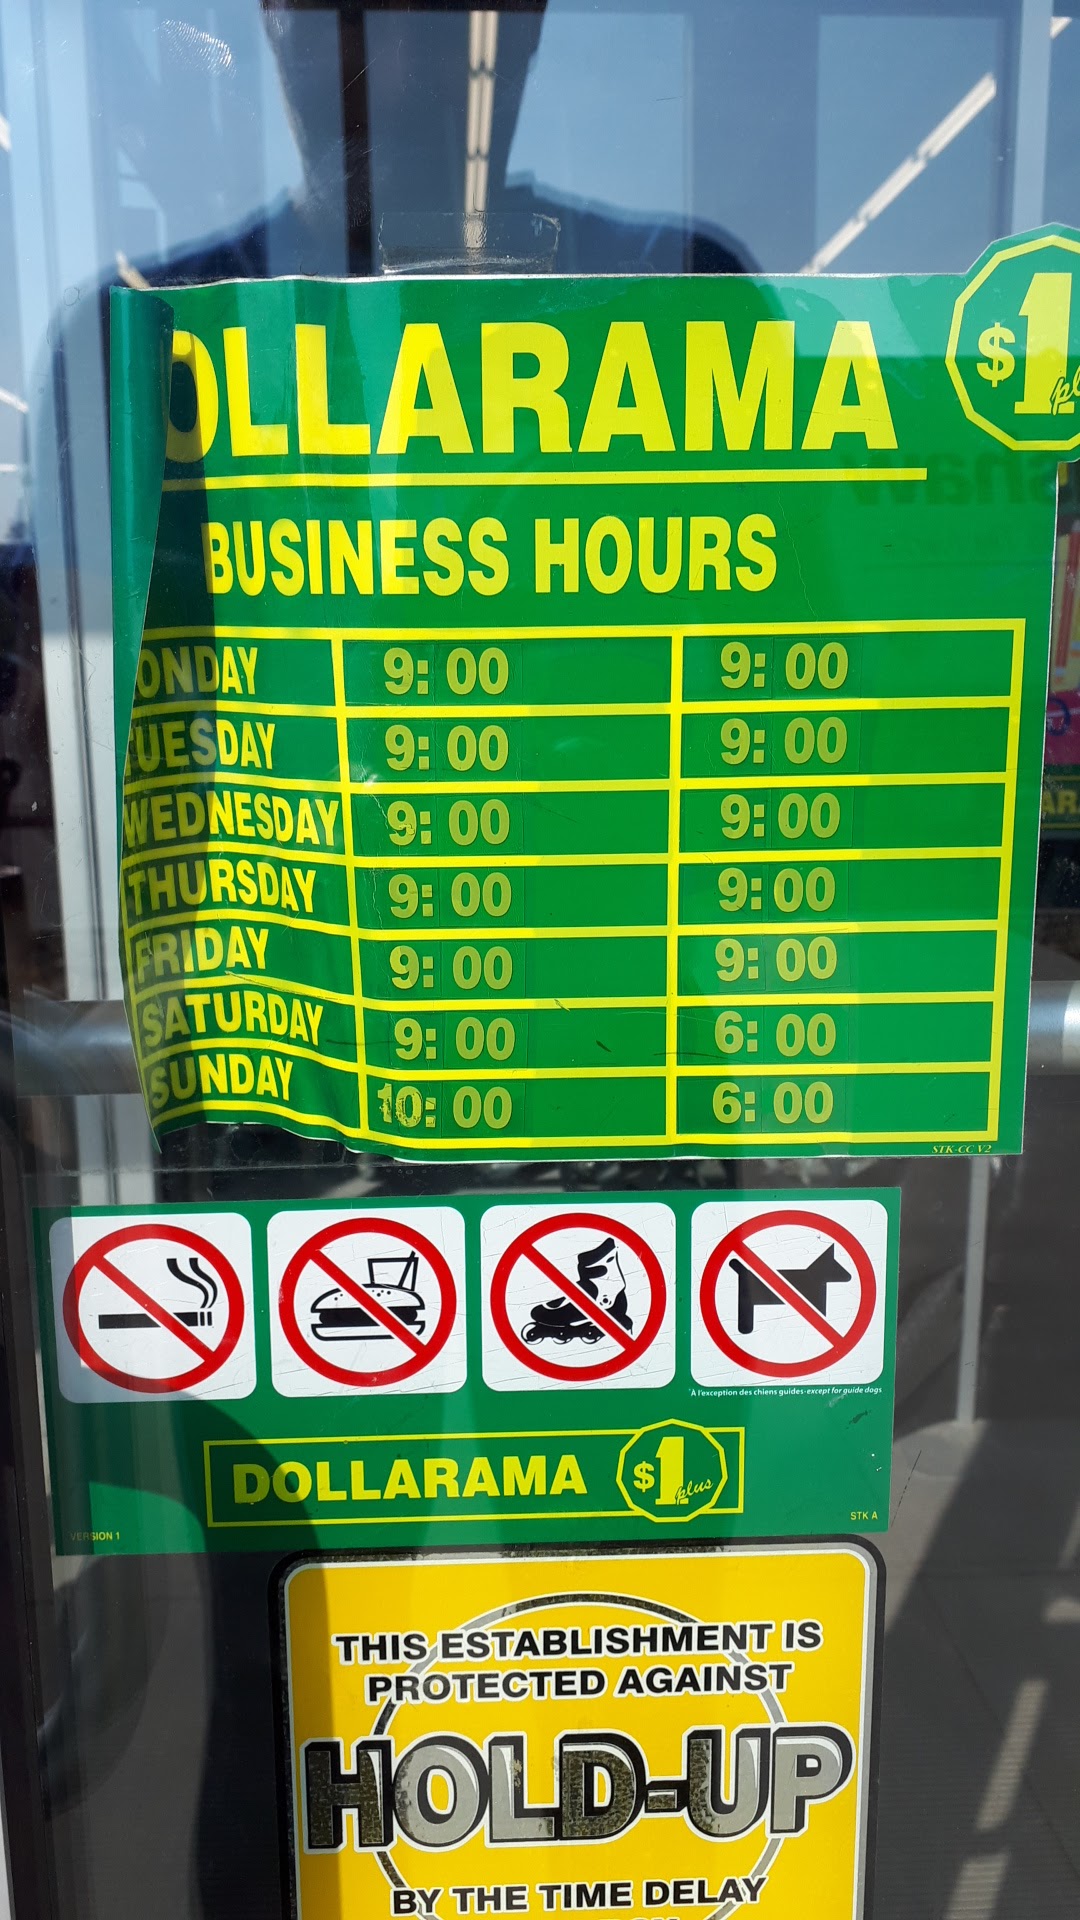 OLLARAMA $1 pl
BUSINESS HOURS
ONDAY 9:00 9:00
TUESDAY 9:00 9:00
WEDNESDAY 9:00 9:00
THURSDAY 9:00 9:00
FRIDAY 9:00 9:00
SATURDAY 9:00 6:00
SUNDAY 10:00 6:00
STK-CC V2
*À l'exception des chiens guides-except for guide dogs
DOLLARAMA $1 plus
VERSION 1 STK A
THIS ESTABLISHMENT IS
PROTECTED AGAINST
HOLD-UP
BY THE TIME DELAY